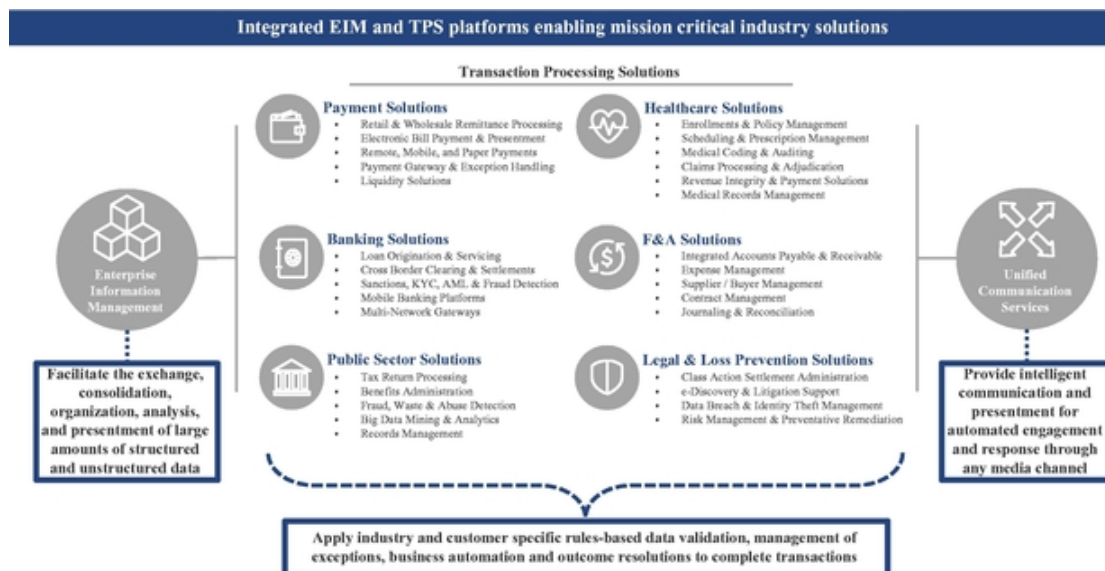 Integrated EIM and TPS platforms enabling mission critical industry solutions
Transaction Processing Solutions
Payment Solutions
• Retail & Wholesale Remittance Processing
• Electronic Bill Payment & Presentment
• Remote, Mobile, and Paper Payments
• Payment Gateway & Exception Handling
• Liquidity Solutions
Healthcare Solutions
• Enrollments & Policy Management
• Scheduling & Prescription Management
• Medical Coding & Auditing
• Claims Processing & Adjudication
• Revenue Integrity & Payment Solutions
• Medical Records Management
Enterprise
Information
Management
Banking Solutions
• Loan Origination & Servicing
• Cross Border Clearing & Settlements
• Sanctions, KYC, AML & Fraud Detection
• Mobile Banking Platforms
• Multi-Network Gateways
F&A Solutions
• Integrated Accounts Payable & Receivable
• Expense Management
• Supplier / Buyer Management
• Contract Management
• Journaling & Reconciliation
Unified
Communication
Services
Facilitate the exchange,
consolidation,
organization, analysis,
and presentment of large
amounts of structured
and unstructured data
Public Sector Solutions
• Tax Return Processing
• Benefits Administration
• Fraud, Waste & Abuse Detection
• Big Data Mining & Analytics
• Records Management
Legal & Loss Prevention Solutions
• Class Action Settlement Administration
• e-Discovery & Litigation Support
• Data Breach & Identity Theft Management
• Risk Management & Preventative Remediation
Provide intelligent
communication and
presentment for
automated engagement
and response through
any media channel
Apply industry and customer specific rules-based data validation, management of
exceptions, business automation and outcome resolutions to complete transactions